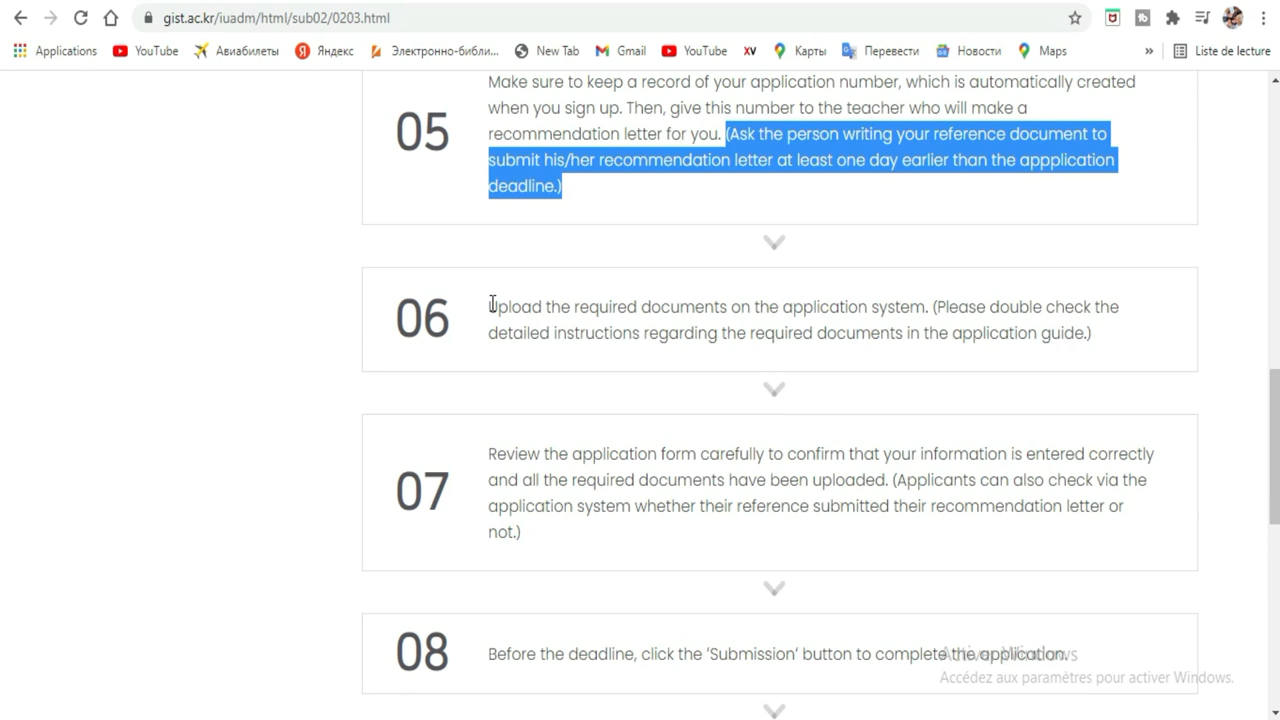 gist.ac.kr/iuadm/html/sub02/0203.html
Applications YouTube Авиабилеты Яндекс Электронно-библи... New Tab Gmail YouTube XV Карты Перевести Новости Maps » Liste de lecture
Make sure to keep a record of your application number, which is automatically created
when you sign up. Then, give this number to the teacher who will make a
05
recommendation letter for you. (Ask the person writing your reference document to
submit his/her recommendation letter at least one day earlier than the appplication
deadline.)
06
Upload the required documents on the application system. (Please double check the
detailed instructions regarding the required documents in the application guide.)
07
Review the application form carefully to confirm that your information is entered correctly
and all the required documents have been uploaded. (Applicants can also check via the
application system whether their reference submitted their recommendation letter or
not.)
08
Before the deadline, click the 'Submission' button to complete the application.
Activer Windows
Accédez aux paramètres pour activer Windows.